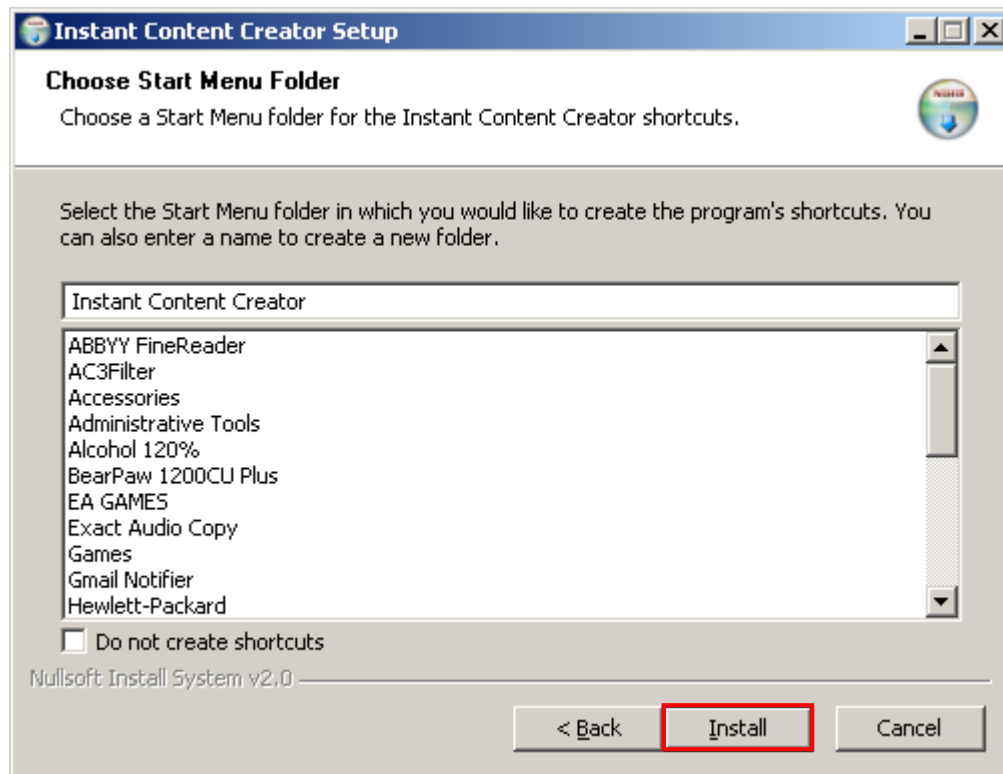 Instant Content Creator Setup
Choose Start Menu Folder
Choose a Start Menu folder for the Instant Content Creator shortcuts.
Select the Start Menu folder in which you would like to create the program's shortcuts. You
can also enter a name to create a new folder.
Instant Content Creator
ABBYY FineReader
AC3Filter
Accessories
Administrative Tools
Alcohol 120%
BearPaw 1200CU Plus
EA GAMES
Exact Audio Copy
Games
Gmail Notifier
Hewlett-Packard
Do not create shortcuts
Nullsoft Install System v2.0
< Back Install Cancel